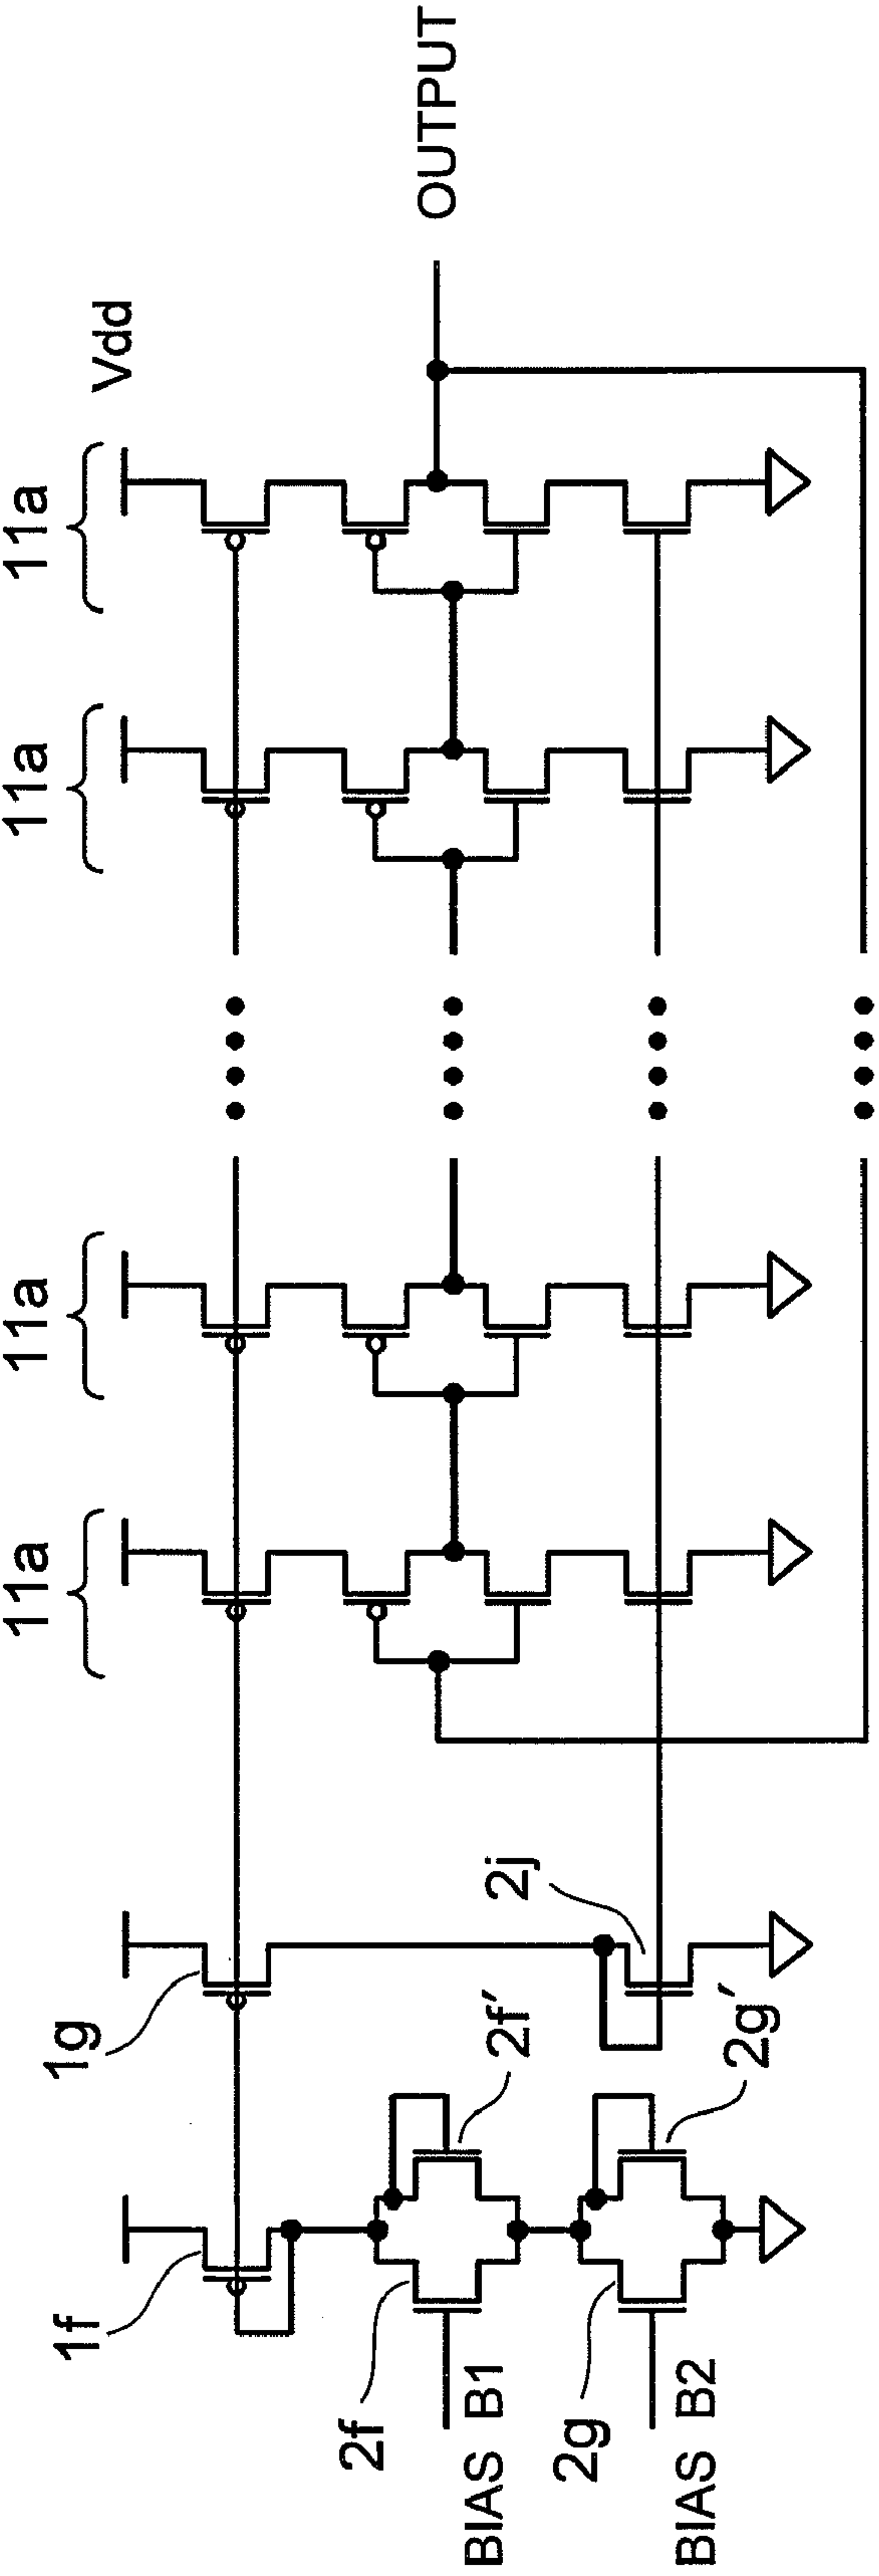 11a
11a
11a
11a
Vdd
OUTPUT
1f
1g
2f
2f′
2j
BIAS B1
2g
2g′
BIAS B2